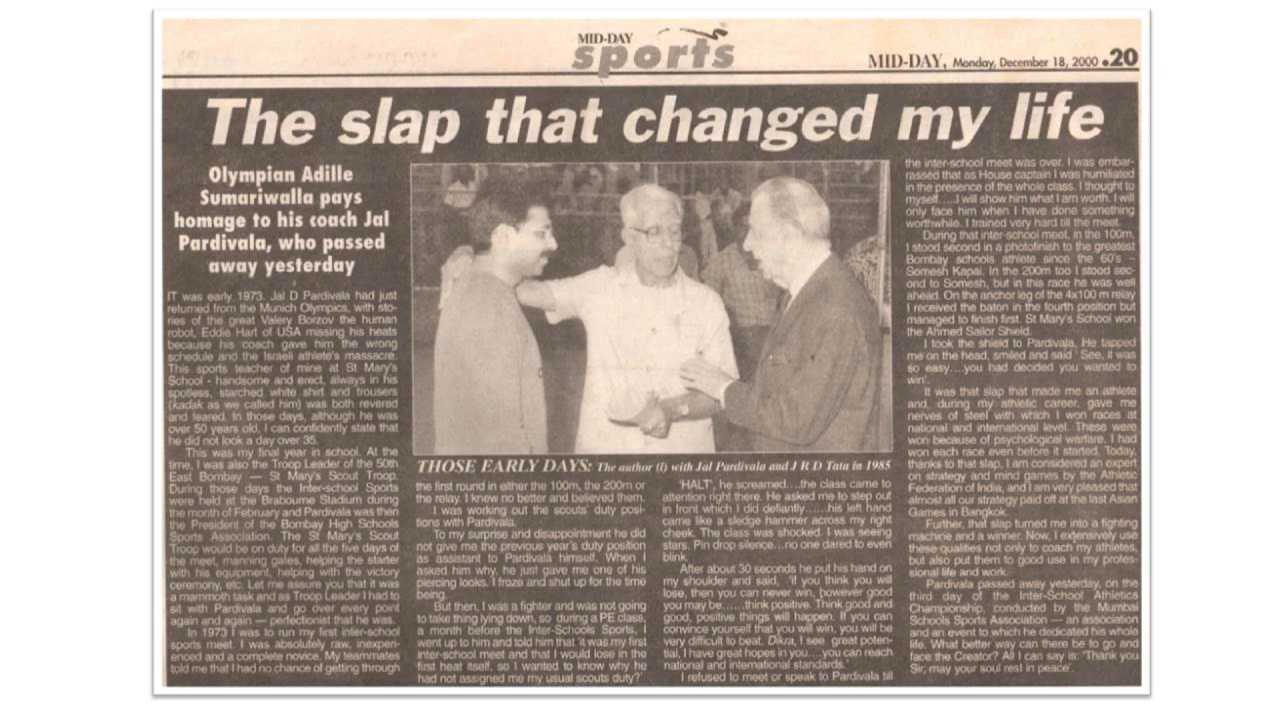 MID-DAY
sports
MID-DAY, Monday, December 18, 2000 .20
The slap that changed my life
Olympian Adille
Sumariwalla pays
homage to his coach Jal
Pardivala, who passed
away yesterday
IT was early 1973. Jal D Pardivala had just
returned from the Munich Olympics, with sto-
ries of the great Valery Borzov the human
robot, Eddie Hart of USA missing his heats
because his coach gave him the wrong
schedule and the Israeli athlete's massacre.
This sports teacher of mine at St Mary's
School - handsome and erect, always in his
spotless, starched white shirt and trousers
(kadak as we called him) was both revered
and feared. In those days, although he was
over 50 years old, I can confidently state that
he did not look a day over 35.
This was my final year in school. At the
time, I was also the Troop Leader of the 50th
East Bombay — St Mary's Scout Troop.
During those days the Inter-school Sports
were held at the Brabourne Stadium during
the month of February and Pardivala was then
the President of the Bombay High Schools
Sports Association. The St Mary's Scout
Troop would be on duty for all the five days of
the meet, manning gates, helping the starter
with his equipment, helping with the victory
ceremony, etc. Let me assure you that it was
a mammoth task and as Troop Leader I had to
sit with Pardivala and go over every point
again and again — perfectionist that he was.
In 1973 I was to run my first inter-school
sports meet. I was absolutely raw, inexperi-
enced and a complete novice. My teammates
told me that I had no chance of getting through
THOSE EARLY DAYS: The author (l) with Jal Pardivala and J R D Tata in 1985
the first round in either the 100m, the 200m or
the relay. I knew no better and believed them.
I was working out the scouts' duty posi-
tions with Pardivala.
To my surprise and disappointment he did
not give me the previous year's duty position
as assistant to Pardivala himself. When I
asked him why, he just gave me one of his
piercing looks. I froze and shut up for the time
being.
But then, I was a fighter and was not going
to take thing lying down, so during a PE class,
a month before the Inter-Schools Sports, I
went up to him and told him that 'it was my first
inter-school meet and that I would lose in the
first heat itself, so I wanted to know why he
had not assigned me my usual scouts duty?'
'HALT', he screamed....the class came to
attention right there. He asked me to step out
in front which I did defiantly......his left hand
came like a sledge hammer across my right
cheek. The class was shocked. I was seeing
stars. Pin drop silence...no one dared to even
blink.
After about 30 seconds he put his hand on
my shoulder and said, 'if you think you will
lose, then you can never win, however good
you may be......think positive. Think good and
good, positive things will happen. If you can
convince yourself that you will win, you will be
very difficult to beat. Dikra, I see great poten-
tial, I have great hopes in you....you can reach
national and international standards.'
I refused to meet or speak to Pardivala till
the inter-school meet was over. I was embar-
rassed that as House captain I was humiliated
in the presence of the whole class. I thought to
myself.....I will show him what I am worth. I will
only face him when I have done something
worthwhile. I trained very hard till the meet.
During that inter-school meet, in the 100m,
I stood second in a photofinish to the greatest
Bombay schools athlete since the 60's –
Somesh Kapai. In the 200m too I stood sec-
ond to Somesh, but in this race he was well
ahead. On the anchor leg of the 4x100 m relay
I received the baton in the fourth position but
managed to finish first. St Mary's School won
the Ahmed Sailor Shield.
I took the shield to Pardivala. He tapped
me on the head, smiled and said ' See, it was
so easy....you had decided you wanted to
win'.
It was that slap that made me an athlete
and, during my athletic career, gave me
nerves of steel with which I won races at
national and international level. These were
won because of psychological warfare. I had
won each race even before it started. Today,
thanks to that slap, I am considered an expert
on strategy and mind games by the Athletic
Federation of India, and I am very pleased that
almost all our strategy paid off at the last Asian
Games in Bangkok.
Further, that slap turned me into a fighting
machine and a winner. Now, I extensively use
these qualities not only to coach my athletes,
but also put them to good use in my profes-
sional life and work.
Pardivala passed away yesterday, on the
third day of the Inter-School Athletics
Championship, conducted by the Mumbai
Schools Sports Association — an association
and an event to which he dedicated his whole
life. What better way can there be to go and
face the Creator? All I can say is: 'Thank you
Sir, may your soul rest in peace'.